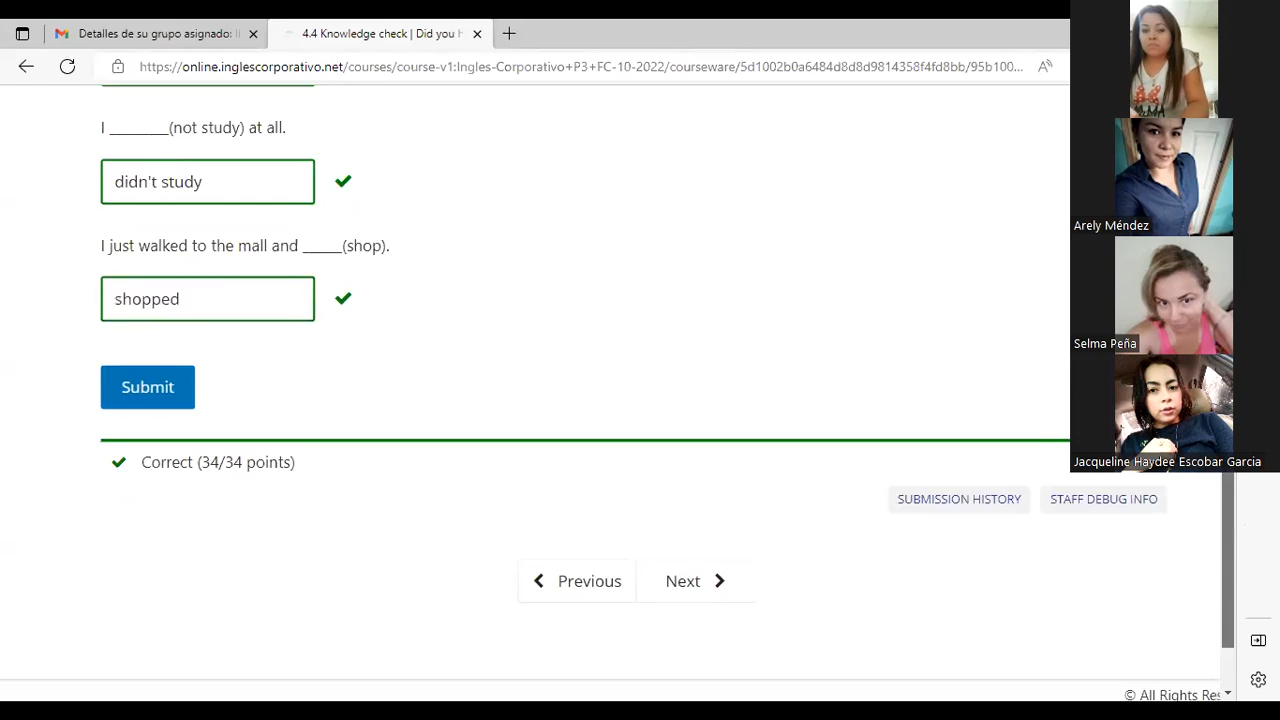 Detalles de su grupo asignado: I
4.4 Knowledge check | Did you H
https://online.inglescorporativo.net/courses/course-v1:Ingles-Corporativo+P3+FC-10-2022/courseware/5d1002b0a6484d8d8d9814358f4fd8bb/95b100...
I ________(not study) at all.
didn't study
I just walked to the mall and _____(shop).
shopped
Submit
Correct (34/34 points)
SUBMISSION HISTORY
STAFF DEBUG INFO
Previous
Next
© All Rights Res
Arely Méndez
Selma Peña
Jacqueline Haydee Escobar Garcia